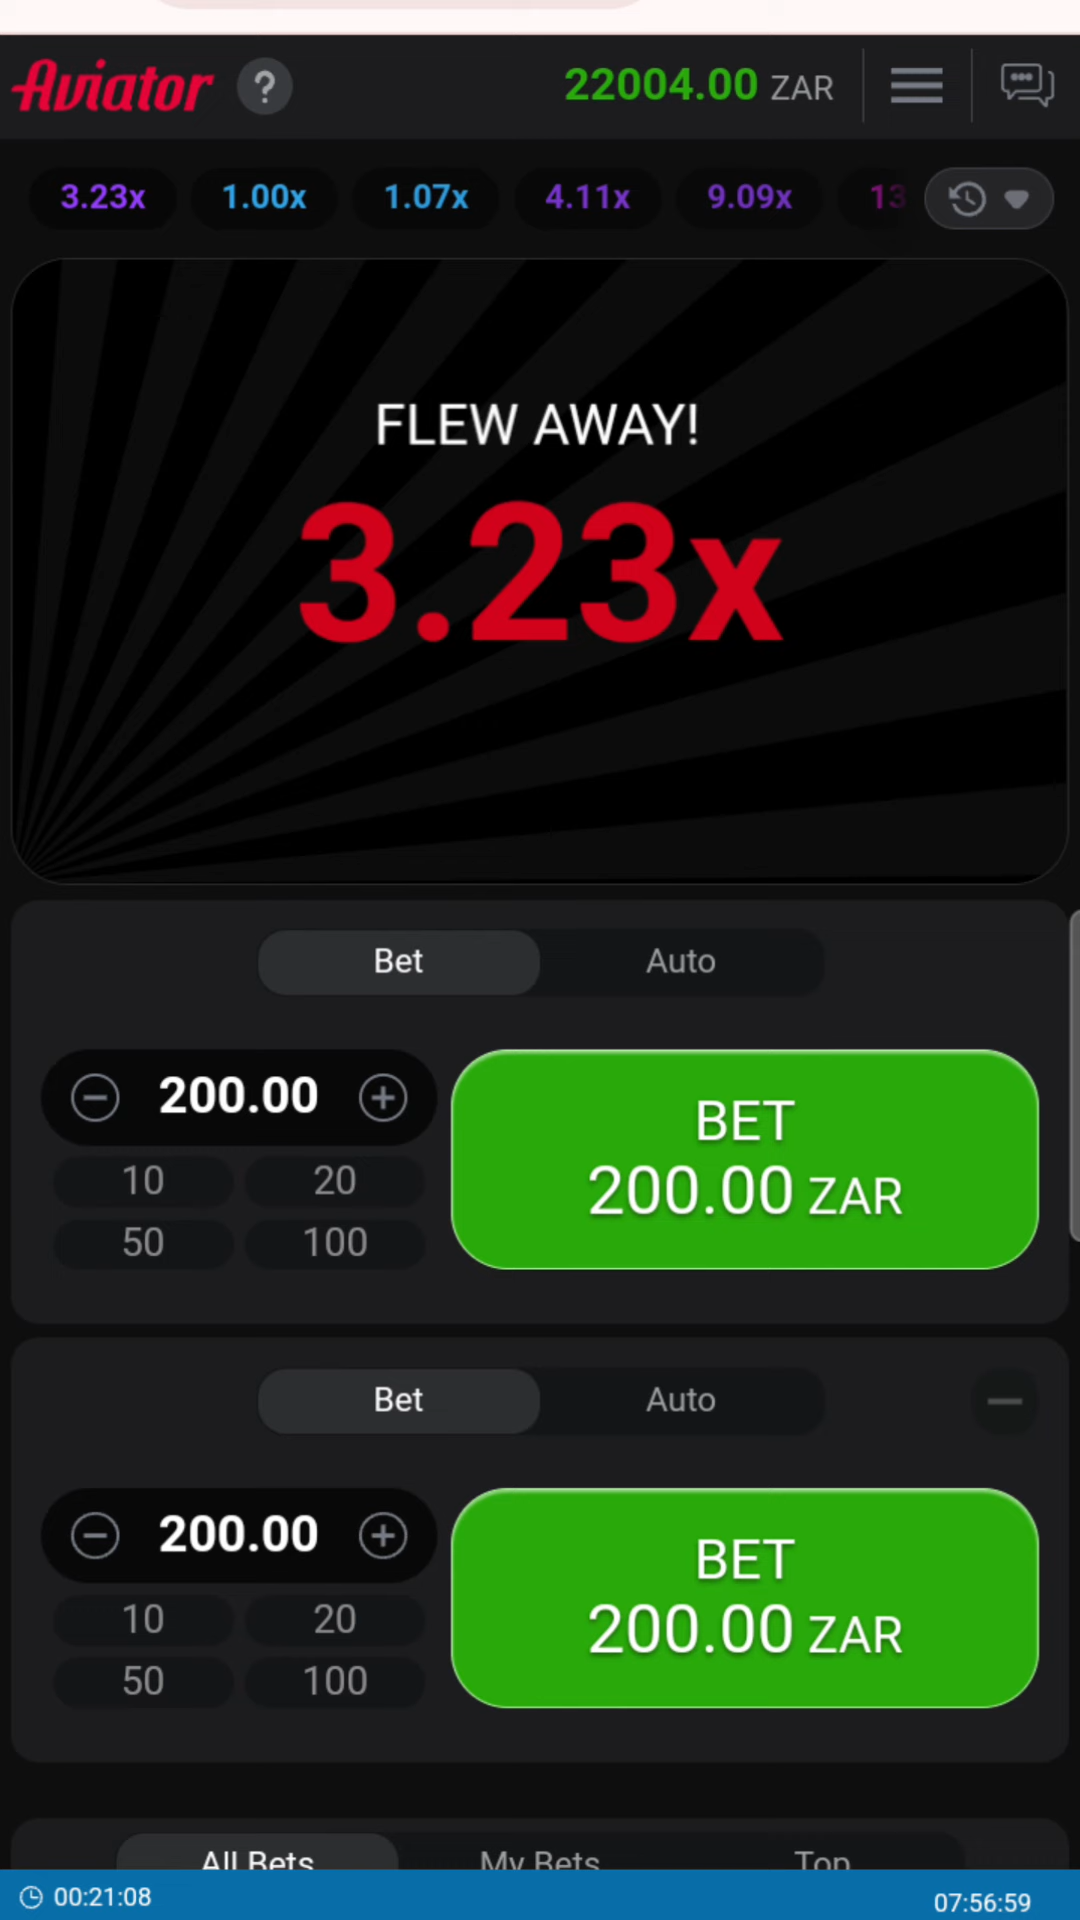 Aviator ? 22004.00 ZAR
3.23x 1.00x 1.07x 4.11x 9.09x 13
FLEW AWAY!
3.23x
Bet Auto
200.00
10 20
50 100
BET
200.00 ZAR
Bet Auto
200.00
10 20
50 100
BET
200.00 ZAR
All Bets My Bets Top
00:21:08 07:56:59